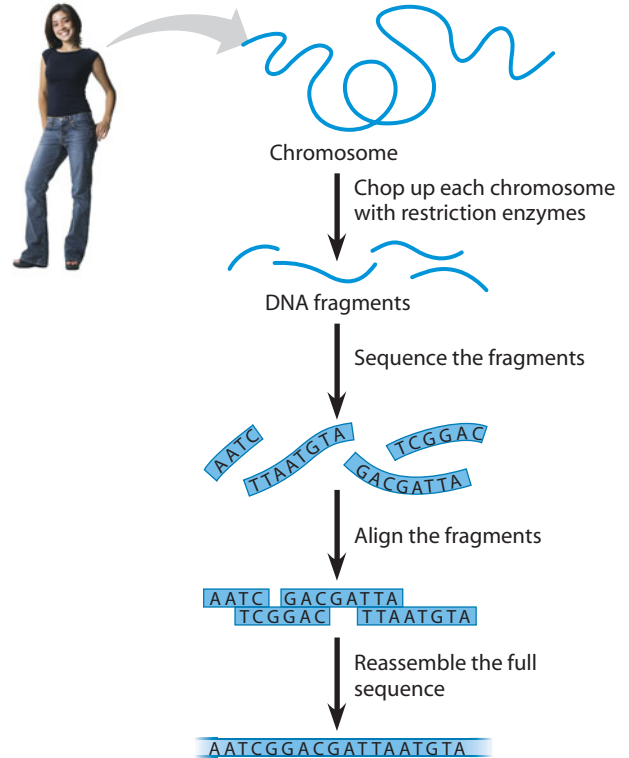 Chromosome
Chop up each chromosome
with restriction enzymes
DNA fragments
Sequence the fragments
AATC
TTAATGTA
TCGGAC
GACGATTA
Align the fragments
AATC GACGATTA
TCGGAC TTAATGTA
Reassemble the full
sequence
AATCGGACGATTAATGTA